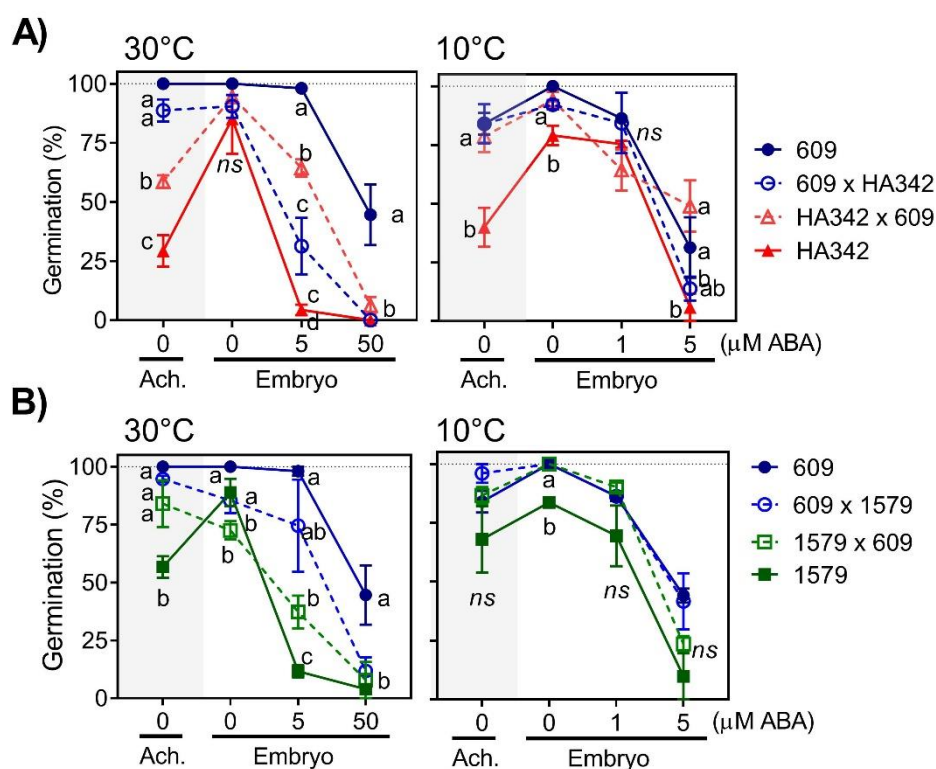 A)
30°C
10°C
Germination (%)
100
75
50
25
0
a
a
b
c
ns
a
b
c
c
d
a
b
a
b
a
b
ns
a
a
b
ab
b
609
609 x HA342
HA342 x 609
HA342
0
0
5
50
0
0
1
5
(μM ABA)
Ach.
Embryo
Ach.
Embryo
B)
30°C
10°C
Germination (%)
100
75
50
25
0
a
a
a
b
a
b
b
a
ab
b
c
a
b
ns
a
b
ns
ns
609
609 x 1579
1579 x 609
1579
0
0
5
50
0
0
1
5
(μM ABA)
Ach.
Embryo
Ach.
Embryo